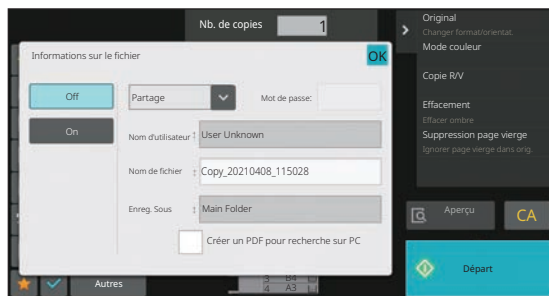 Nb. de copies 1
Informations sur le fichier
OK
Off
On
Partage
Mot de passe:
Nom d'utilisateur :
User Unknown
Nom de fichier :
Copy_20210408_115028
Enreg. Sous :
Main Folder
Créer un PDF pour recherche sur PC
Autres
3 B4
4 A3
Original
Changer format/orientat.
Mode couleur
Copie R/V
Effacement
Effacer ombre
Suppression page vierge
Ignorer page vierge dans orig.
Aperçu
CA
Départ